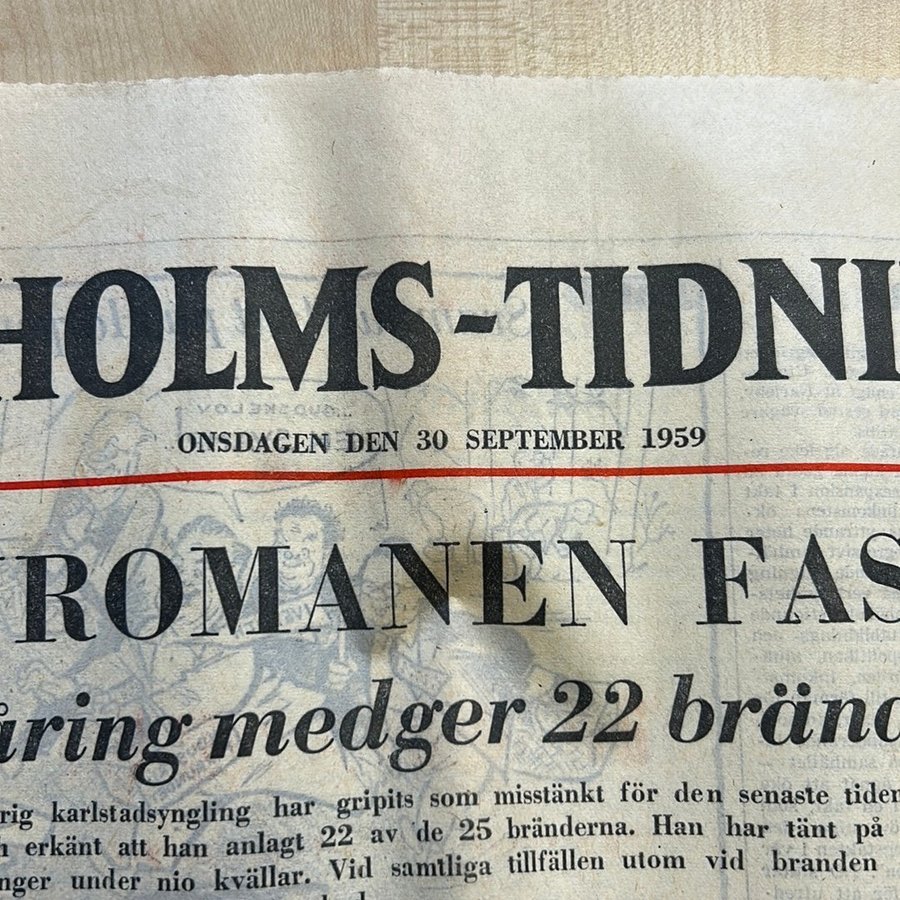 HOLMS-TIDNI
ONSDAGEN DEN 30 SEPTEMBER 1959
ROMANEN FAS
åring medger 22 bränd
rig karlstadsyngling har gripits som misstänkt för den senaste tiden
erkänt att han anlagt 22 av de 25 bränderna. Han har tänt på
nger under nio kvällar. Vid samtliga tillfällen utom vid branden